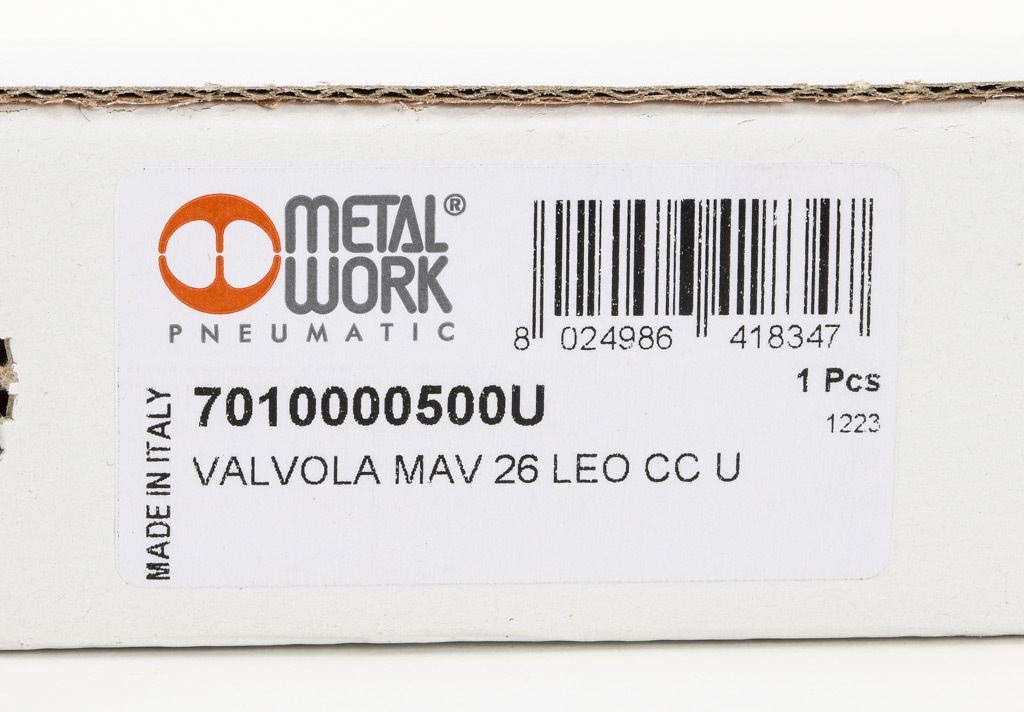 METAL®
WORK
PNEUMATIC
8 024986 418347
1 Pcs
1223
7010000500U
VALVOLA MAV 26 LEO CC U
MADE IN ITALY